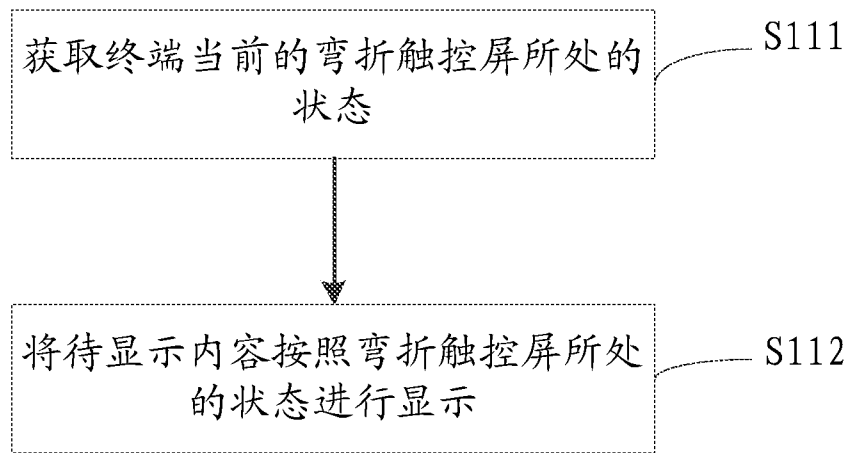 获取终端当前的弯折触控屏所处的
状态
S111
将待显示内容按照弯折触控屏所处
的状态进行显示
S112